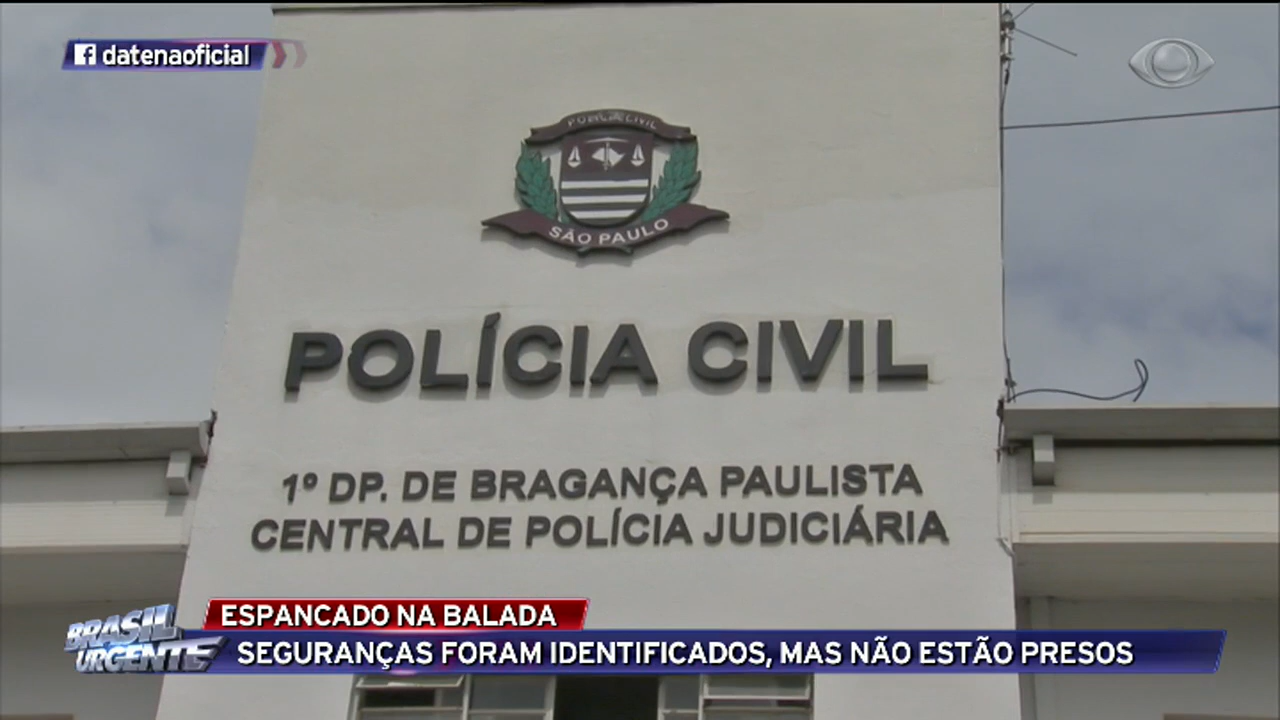 datenaoficial
POLÍCIA CIVIL
SÃO PAULO
POLÍCIA CIVIL
1º DP. DE BRAGANÇA PAULISTA
CENTRAL DE POLÍCIA JUDICIÁRIA
ESPANCADO NA BALADA
BRASIL URGENTE
SEGURANÇAS FORAM IDENTIFICADOS, MAS NÃO ESTÃO PRESOS